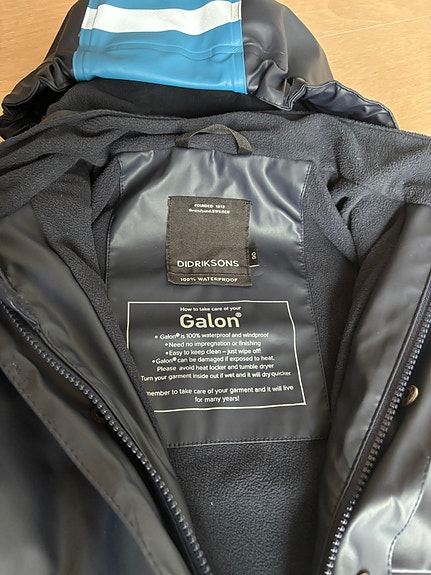 FOUNDED 1913
Grundsund.SWEDEN
DIDRIKSONS
100% WATERPROOF
How to take care of your
Galon®
• Galon® is 100% waterproof and windproof
• Need no impregnation or finishing
• Easy to keep clean – just wipe off!
• Galon® can be damaged if exposed to heat.
Please avoid heat locker and tumble dryer
Turn your garment inside out if wet and it will dry quicker
member to take care of your garment and it will live
for many years!